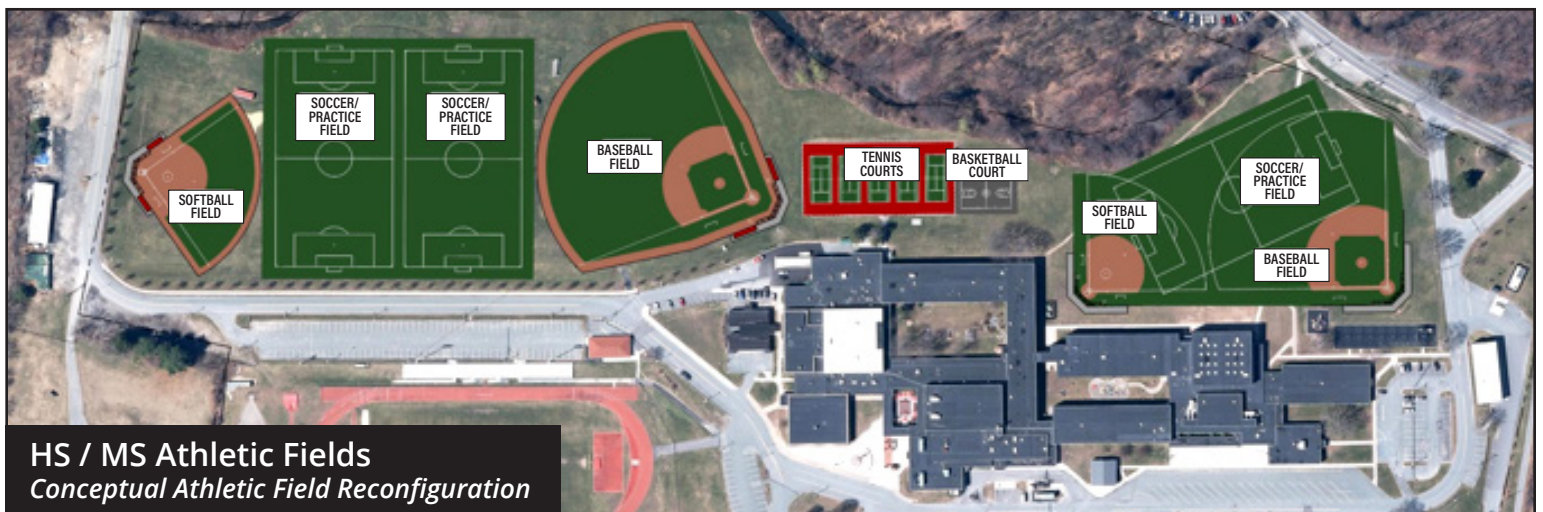 SOCCER/
PRACTICE
FIELD
SOCCER/
PRACTICE
FIELD
BASEBALL
FIELD
SOFTBALL
FIELD
TENNIS
COURTS
BASKETBALL
COURT
SOCCER/
PRACTICE
FIELD
SOFTBALL
FIELD
BASEBALL
FIELD
HS / MS Athletic Fields
Conceptual Athletic Field Reconfiguration